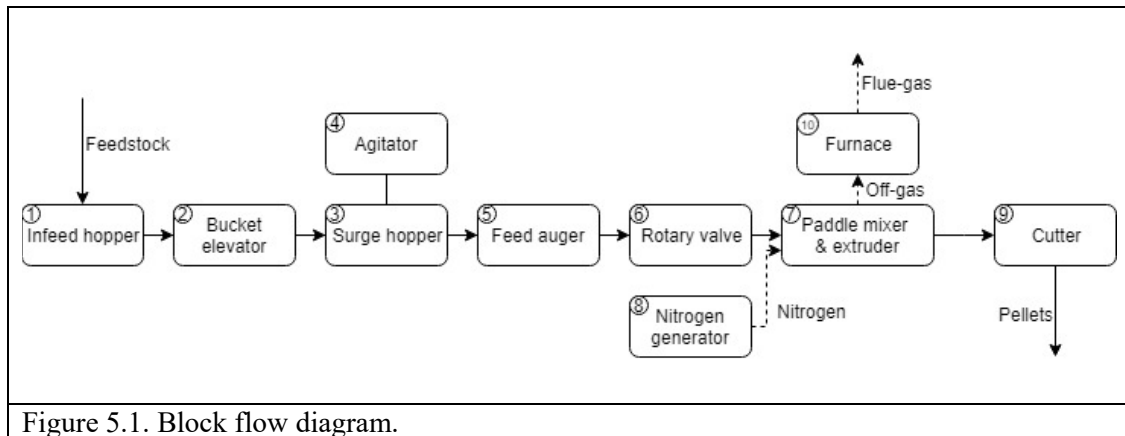 Flue-gas
4
Agitator
10
Furnace
Feedstock
Off-gas
1
Infeed hopper
2
Bucket
elevator
3
Surge hopper
5
Feed auger
6
Rotary valve
7
Paddle mixer
& extruder
9
Cutter
8
Nitrogen
generator
Nitrogen
Pellets
Figure 5.1. Block flow diagram.